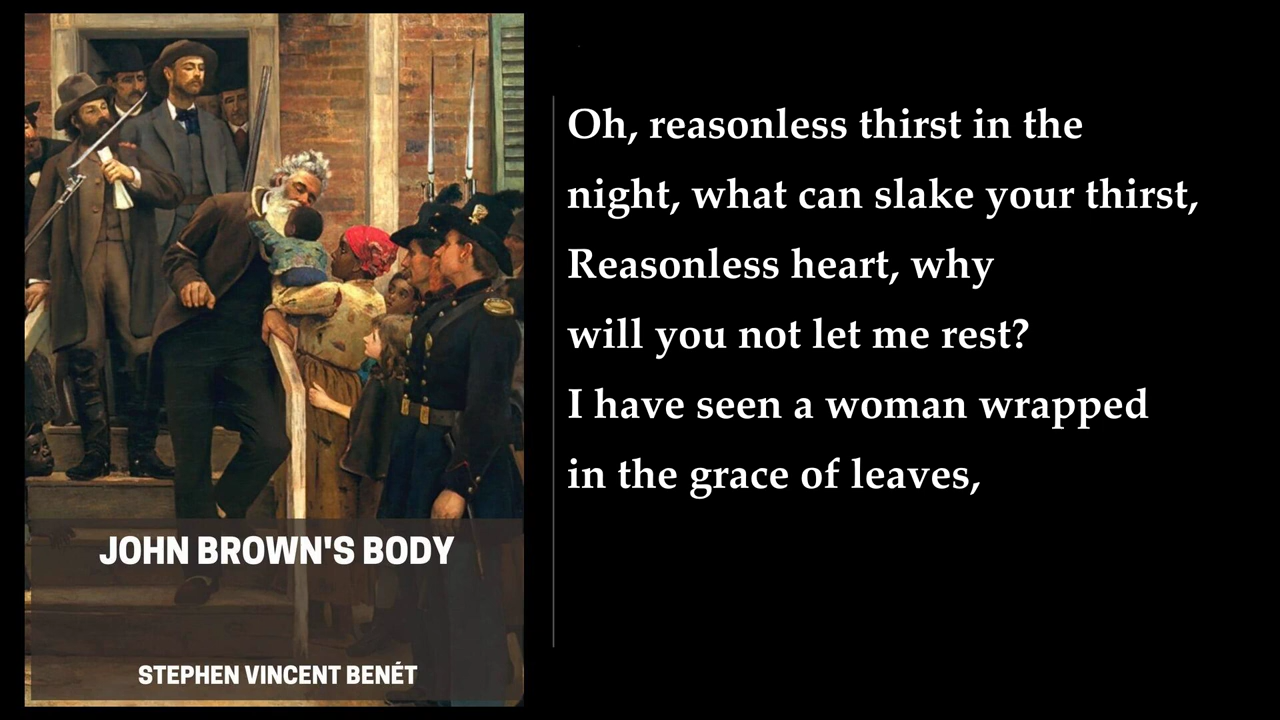 JOHN BROWN'S BODY
STEPHEN VINCENT BENÉT
Oh, reasonless thirst in the
night, what can slake your thirst,
Reasonless heart, why
will you not let me rest?
I have seen a woman wrapped
in the grace of leaves,